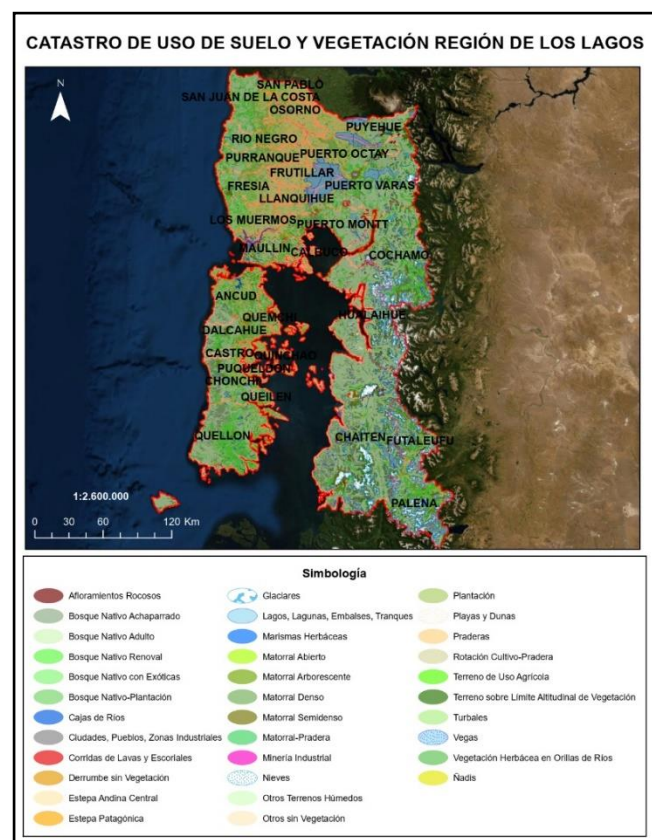 CATASTRO DE USO DE SUELO Y VEGETACIÓN REGIÓN DE LOS LAGOS
N
SAN PABLO
SAN JUAN DE LA COSTA
OSORNO
PUYEHUE
RIO NEGRO
PURRANQUE
PUERTO OCTAY
FRUTILLAR
FRESIA
PUERTO VARAS
LLANQUIHUE
LOS MUERMOS
PUERTO MONTT
MAULLIN
CALBUCO
COCHAMO
ANCUD
QUEMCHI
HUALAIHUE
DALCAHUE
CASTRO
QUINCHAO
PUQUELDON
CHONCHI
QUEILEN
QUELLON
CHAITEN
FUTALEUFU
PALENA
1:2.600.000
0 30 60 120 Km
Simbología
Afloramientos Rocosos
Bosque Nativo Achaparrado
Bosque Nativo Adulto
Bosque Nativo Renoval
Bosque Nativo con Exóticas
Bosque Nativo-Plantación
Cajas de Ríos
Ciudades, Pueblos, Zonas Industriales
Corridas de Lavas y Escoriales
Derrumbe sin Vegetación
Estepa Andina Central
Estepa Patagónica
Glaciares
Lagos, Lagunas, Embalses, Tranques
Marismas Herbáceas
Matorral Abierto
Matorral Arborescente
Matorral Denso
Matorral Semidenso
Matorral-Pradera
Minería Industrial
Nieves
Otros Terrenos Húmedos
Otros sin Vegetación
Plantación
Playas y Dunas
Praderas
Rotación Cultivo-Pradera
Terreno de Uso Agrícola
Terreno sobre Límite Altitudinal de Vegetación
Turbales
Vegas
Vegetación Herbácea en Orillas de Ríos
Ñadis